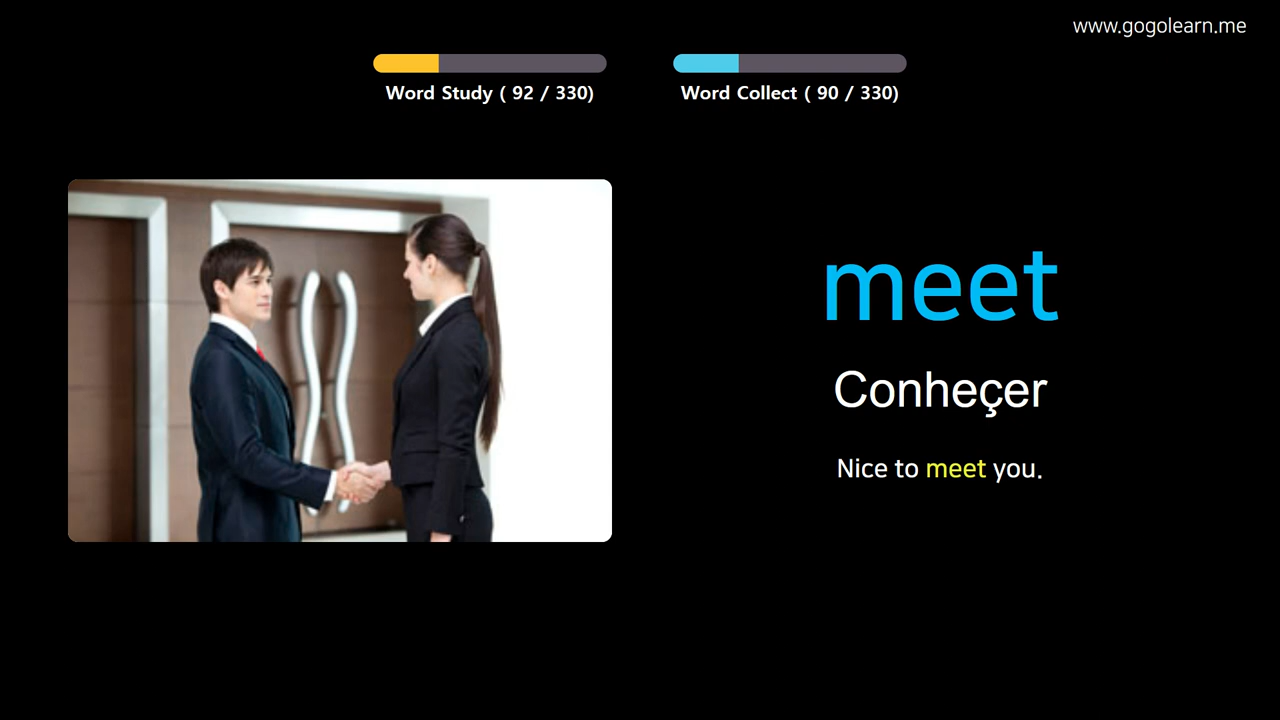 www.gogolearn.me
Word Study ( 92 / 330)
Word Collect ( 90 / 330)
meet
Conheçer
Nice to meet you.